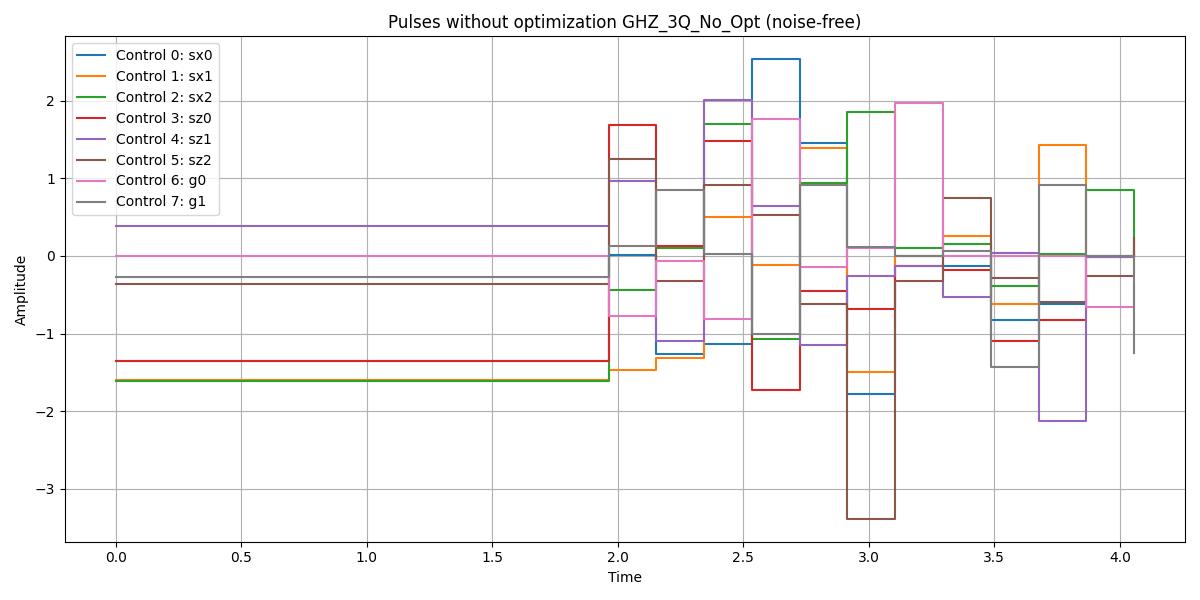 Pulses without optimization GHZ_3Q_No_Opt (noise-free)
Control 0: sx0
Control 1: sx1
Control 2: sx2
Control 3: sz0
Control 4: sz1
Control 5: sz2
Control 6: g0
Control 7: g1
Amplitude
2
1
0
−1
−2
−3
0.0 0.5 1.0 1.5 2.0 2.5 3.0 3.5 4.0
Time